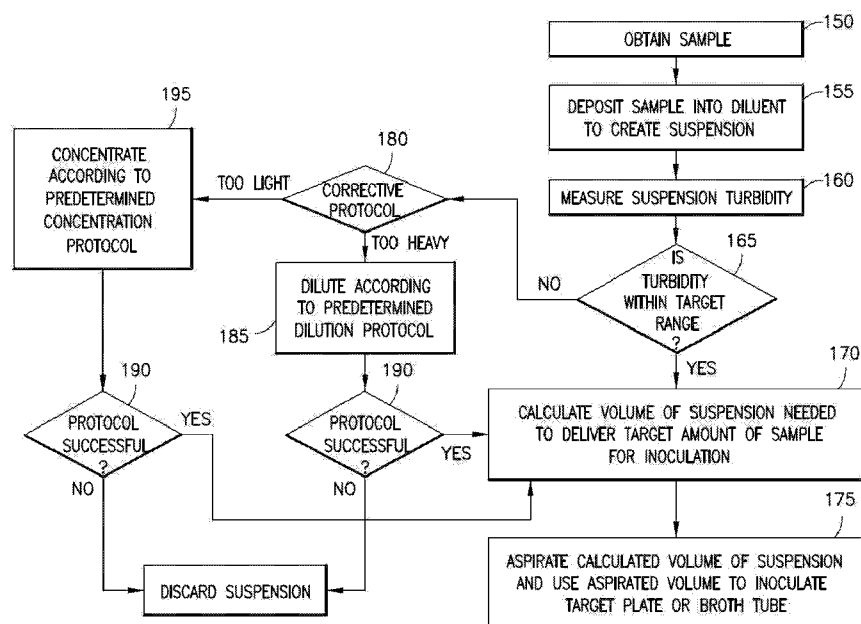 150
OBTAIN SAMPLE
155
DEPOSIT SAMPLE INTO DILUENT
TO CREATE SUSPENSION
160
MEASURE SUSPENSION TURBIDITY
165
IS
TURBIDITY
WITHIN TARGET
RANGE
?
NO
YES
180
CORRECTIVE
PROTOCOL
TOO LIGHT
TOO HEAVY
195
CONCENTRATE
ACCORDING TO
PREDETERMINED
CONCENTRATION
PROTOCOL
185
DILUTE ACCORDING
TO PREDETERMINED
DILUTION PROTOCOL
190
PROTOCOL
SUCCESSFUL
?
YES
NO
190
PROTOCOL
SUCCESSFUL
?
YES
NO
DISCARD SUSPENSION
170
CALCULATE VOLUME OF SUSPENSION NEEDED
TO DELIVER TARGET AMOUNT OF SAMPLE
FOR INOCULATION
175
ASPIRATE CALCULATED VOLUME OF SUSPENSION
AND USE ASPIRATED VOLUME TO INOCULATE
TARGET PLATE OR BROTH TUBE